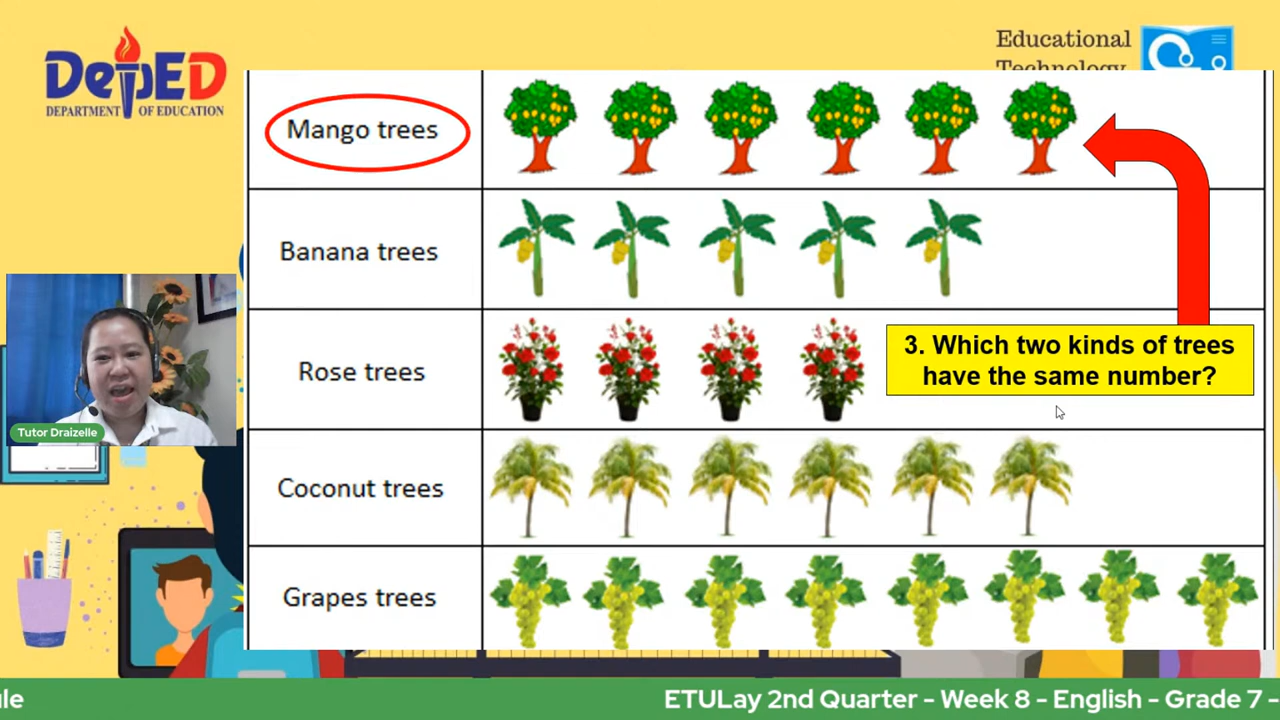 DepED
DEPARTMENT OF EDUCATION
Educational
Technology
Mango trees
Banana trees
Rose trees
3. Which two kinds of trees
have the same number?
Tutor Draizelle
Coconut trees
Grapes trees
ETULay 2nd Quarter - Week 8 - English - Grade 7 -